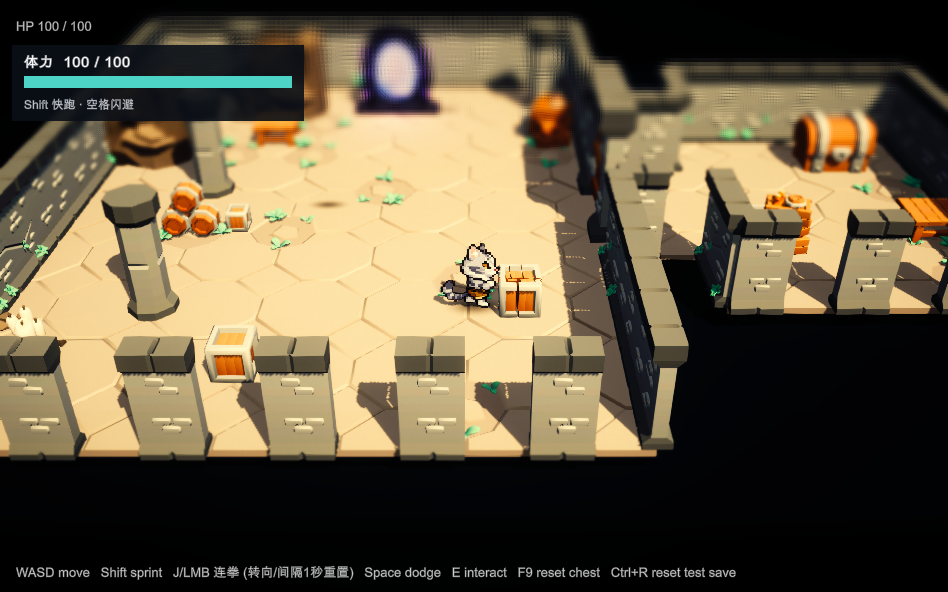 HP 100 / 100
体力 100 / 100
Shift 快跑 · 空格闪避
WASD move Shift sprint J/LMB 连拳 (转向/间隔1秒重置) Space dodge E interact F9 reset chest Ctrl+R reset test save